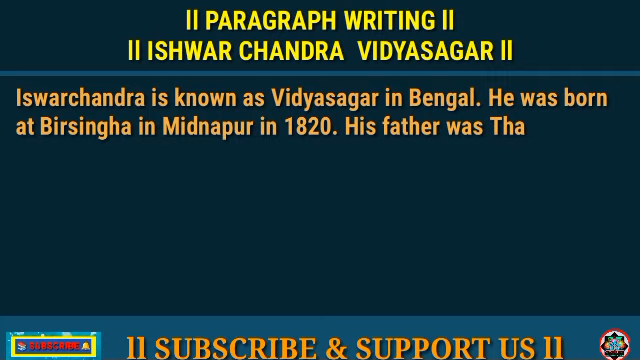 ll PARAGRAPH WRITING ll
ll ISHWAR CHANDRA VIDYASAGAR ll
Iswarchandra is known as Vidyasagar in Bengal. He was born
at Birsingha in Midnapur in 1820. His father was Tha
SUBSCRIBE
ll SUBSCRIBE & SUPPORT US ll